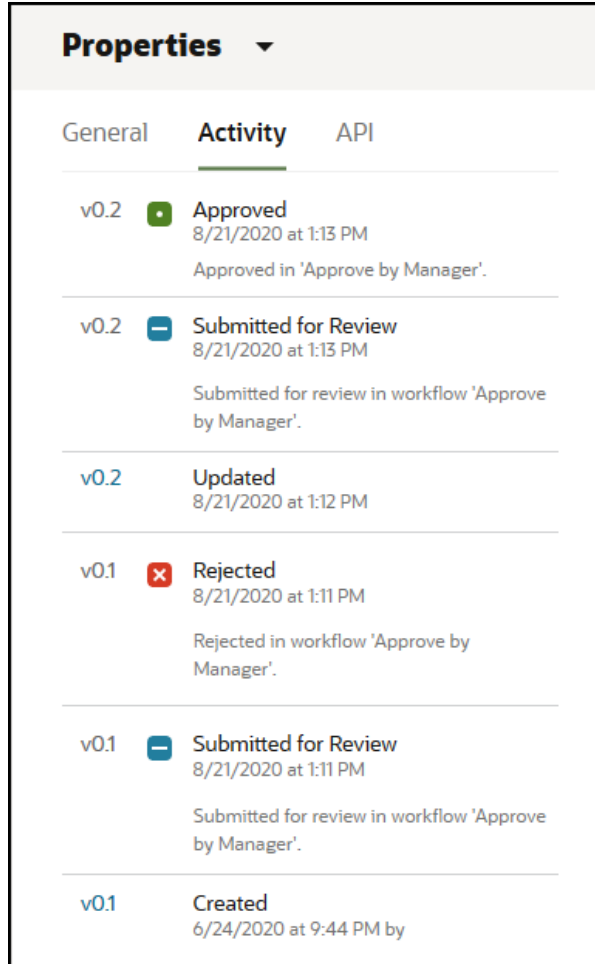 Properties
General Activity API
v0.2 Approved
8/21/2020 at 1:13 PM
Approved in 'Approve by Manager'.
v0.2 Submitted for Review
8/21/2020 at 1:13 PM
Submitted for review in workflow 'Approve
by Manager'.
v0.2 Updated
8/21/2020 at 1:12 PM
v0.1 Rejected
8/21/2020 at 1:11 PM
Rejected in workflow 'Approve by
Manager'.
v0.1 Submitted for Review
8/21/2020 at 1:11 PM
Submitted for review in workflow 'Approve
by Manager'.
v0.1 Created
6/24/2020 at 9:44 PM by